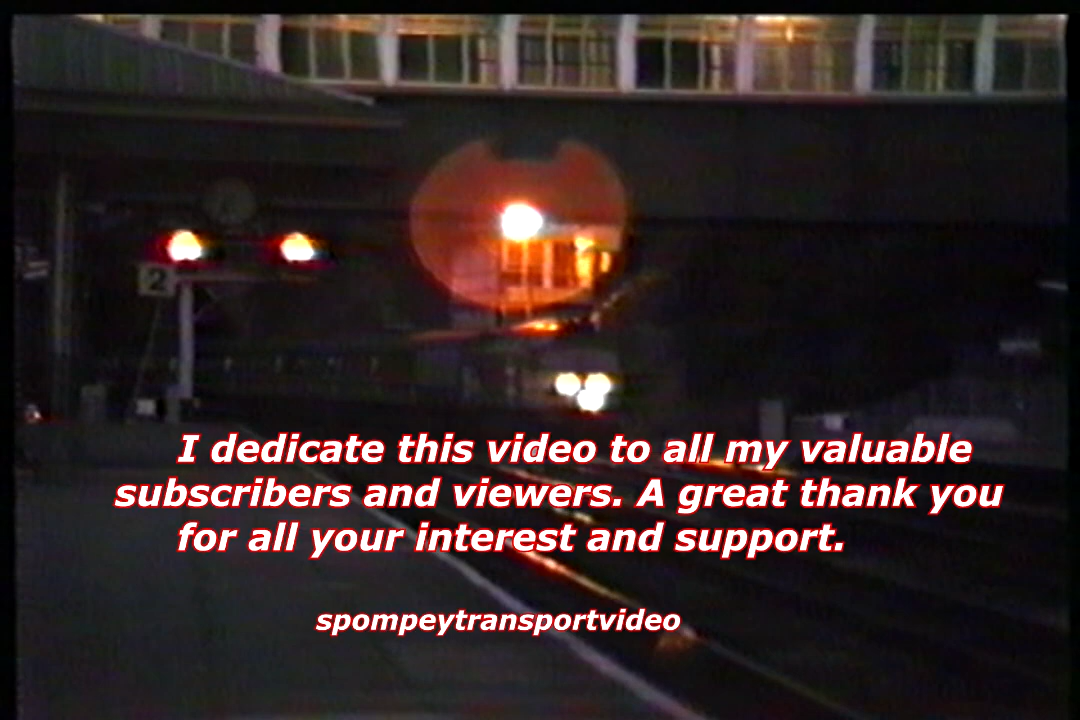 2
I dedicate this video to all my valuable
subscribers and viewers. A great thank you
for all your interest and support.
spompeytransportvideo